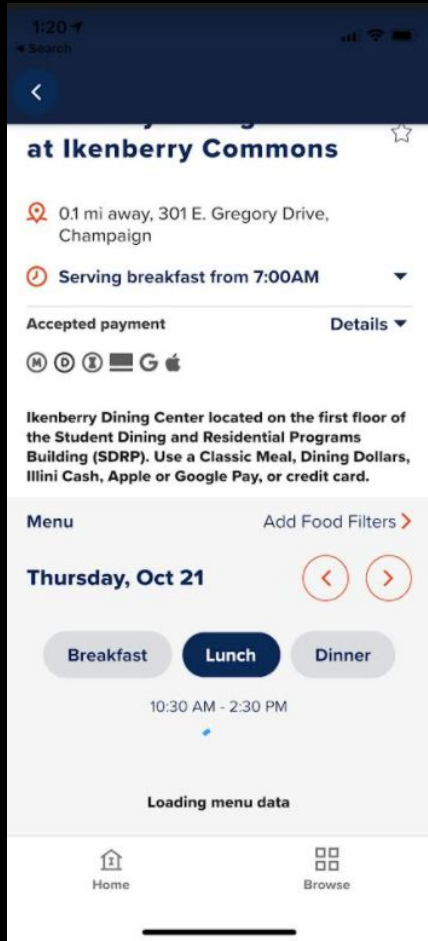 1:20
Search
at Ikenberry Commons
0.1 mi away, 301 E. Gregory Drive,
Champaign
Serving breakfast from 7:00AM
Accepted payment
Details
M D I G
Ikenberry Dining Center located on the first floor of
the Student Dining and Residential Programs
Building (SDRP). Use a Classic Meal, Dining Dollars,
Illini Cash, Apple or Google Pay, or credit card.
Menu
Add Food Filters
Thursday, Oct 21
Breakfast
Lunch
Dinner
10:30 AM - 2:30 PM
Loading menu data
Home
Browse